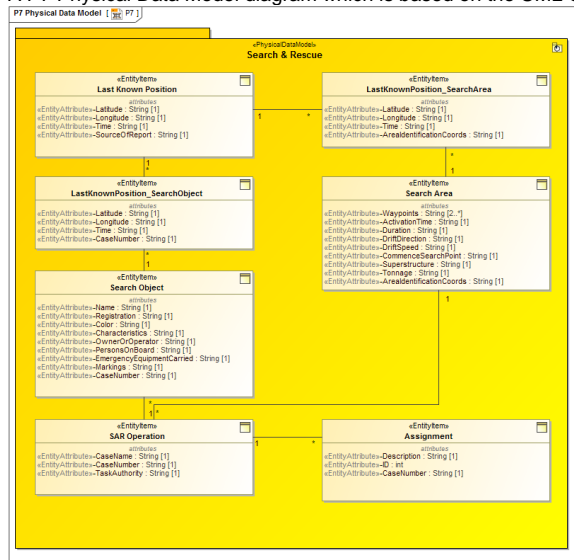 P7 Physical Data Model [ P7 ]
«PhysicalDataModel»
Search & Rescue
«EntityItem»
Last Known Position
attributes
«EntityAttribute»-Latitude : String [1]
«EntityAttribute»-Longitude : String [1]
«EntityAttribute»-Time : String [1]
«EntityAttribute»-SourceOfReport : String [1]
1
*
«EntityItem»
LastKnownPosition_SearchArea
attributes
«EntityAttribute»-Latitude : String [1]
«EntityAttribute»-Longitude : String [1]
«EntityAttribute»-Time : String [1]
«EntityAttribute»-AreaIdentificationCoords : String [1]
1
*
*
1
«EntityItem»
LastKnownPosition_SearchObject
attributes
«EntityAttribute»-Latitude : String [1]
«EntityAttribute»-Longitude : String [1]
«EntityAttribute»-Time : String [1]
«EntityAttribute»-CaseNumber : String [1]
«EntityItem»
Search Area
attributes
«EntityAttribute»-Waypoints : String [2..*]
«EntityAttribute»-ActivationTime : String [1]
«EntityAttribute»-Duration : String [1]
«EntityAttribute»-DriftDirection : String [1]
«EntityAttribute»-DriftSpeed : String [1]
«EntityAttribute»-CommenceSearchPoint : String [1]
«EntityAttribute»-Superstructure : String [1]
«EntityAttribute»-Tonnage : String [1]
«EntityAttribute»-AreaIdentificationCoords : String [1]
*
1
1
«EntityItem»
Search Object
attributes
«EntityAttribute»-Name : String [1]
«EntityAttribute»-Registration : String [1]
«EntityAttribute»-Color : String [1]
«EntityAttribute»-Characteristics : String [1]
«EntityAttribute»-OwnerOrOperator : String [1]
«EntityAttribute»-PersonsOnBoard : String [1]
«EntityAttribute»-EmergencyEquipmentCarried : String [1]
«EntityAttribute»-Markings : String [1]
«EntityAttribute»-CaseNumber : String [1]
*
1 *
«EntityItem»
SAR Operation
attributes
«EntityAttribute»-CaseName : String [1]
«EntityAttribute»-CaseNumber : String [1]
«EntityAttribute»-TaskAuthority : String [1]
1
*
«EntityItem»
Assignment
attributes
«EntityAttribute»-Description : String [1]
«EntityAttribute»-ID : int
«EntityAttribute»-CaseNumber : String [1]